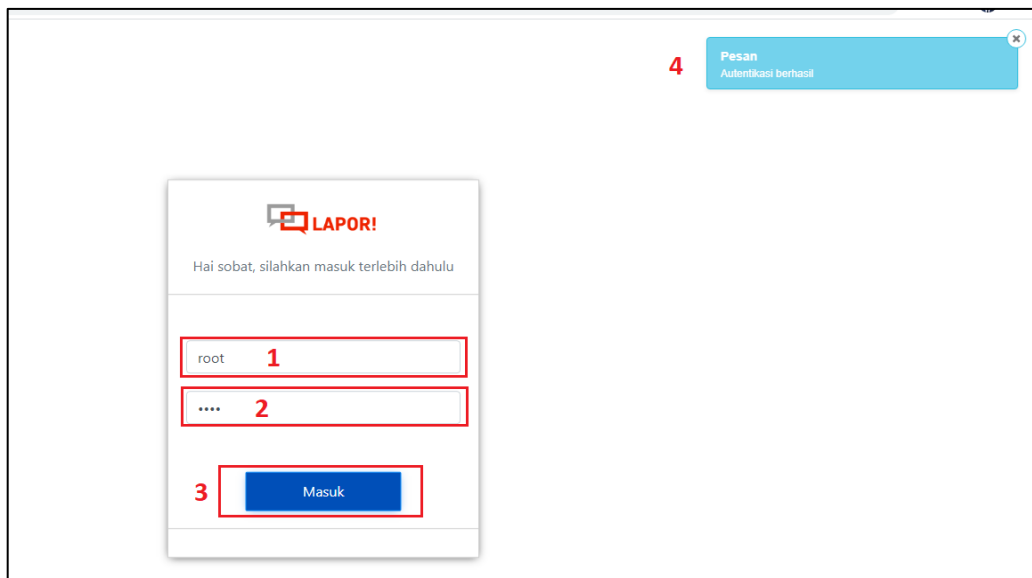 4
Pesan
Autentikasi berhasil
LAPOR!
Hai sobat, silahkan masuk terlebih dahulu
root 1
•••• 2
3 Masuk